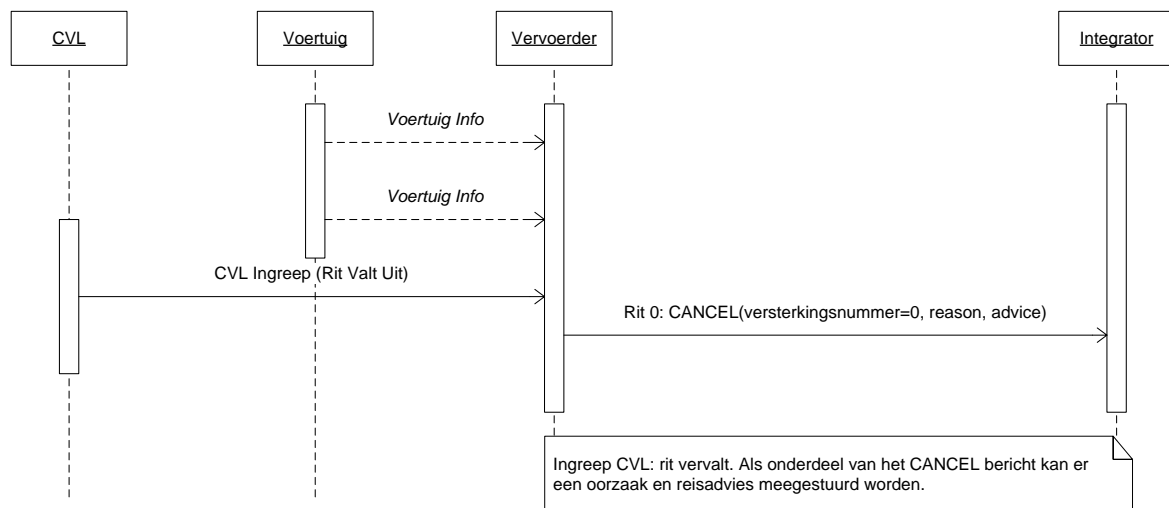 CVL
Voertuig
Vervoerder
Integrator
Voertuig Info
Voertuig Info
CVL Ingreep (Rit Valt Uit)
Rit 0: CANCEL(versterkingsnummer=0, reason, advice)
Ingreep CVL: rit vervalt. Als onderdeel van het CANCEL bericht kan er
een oorzaak en reisadvies meegestuurd worden.